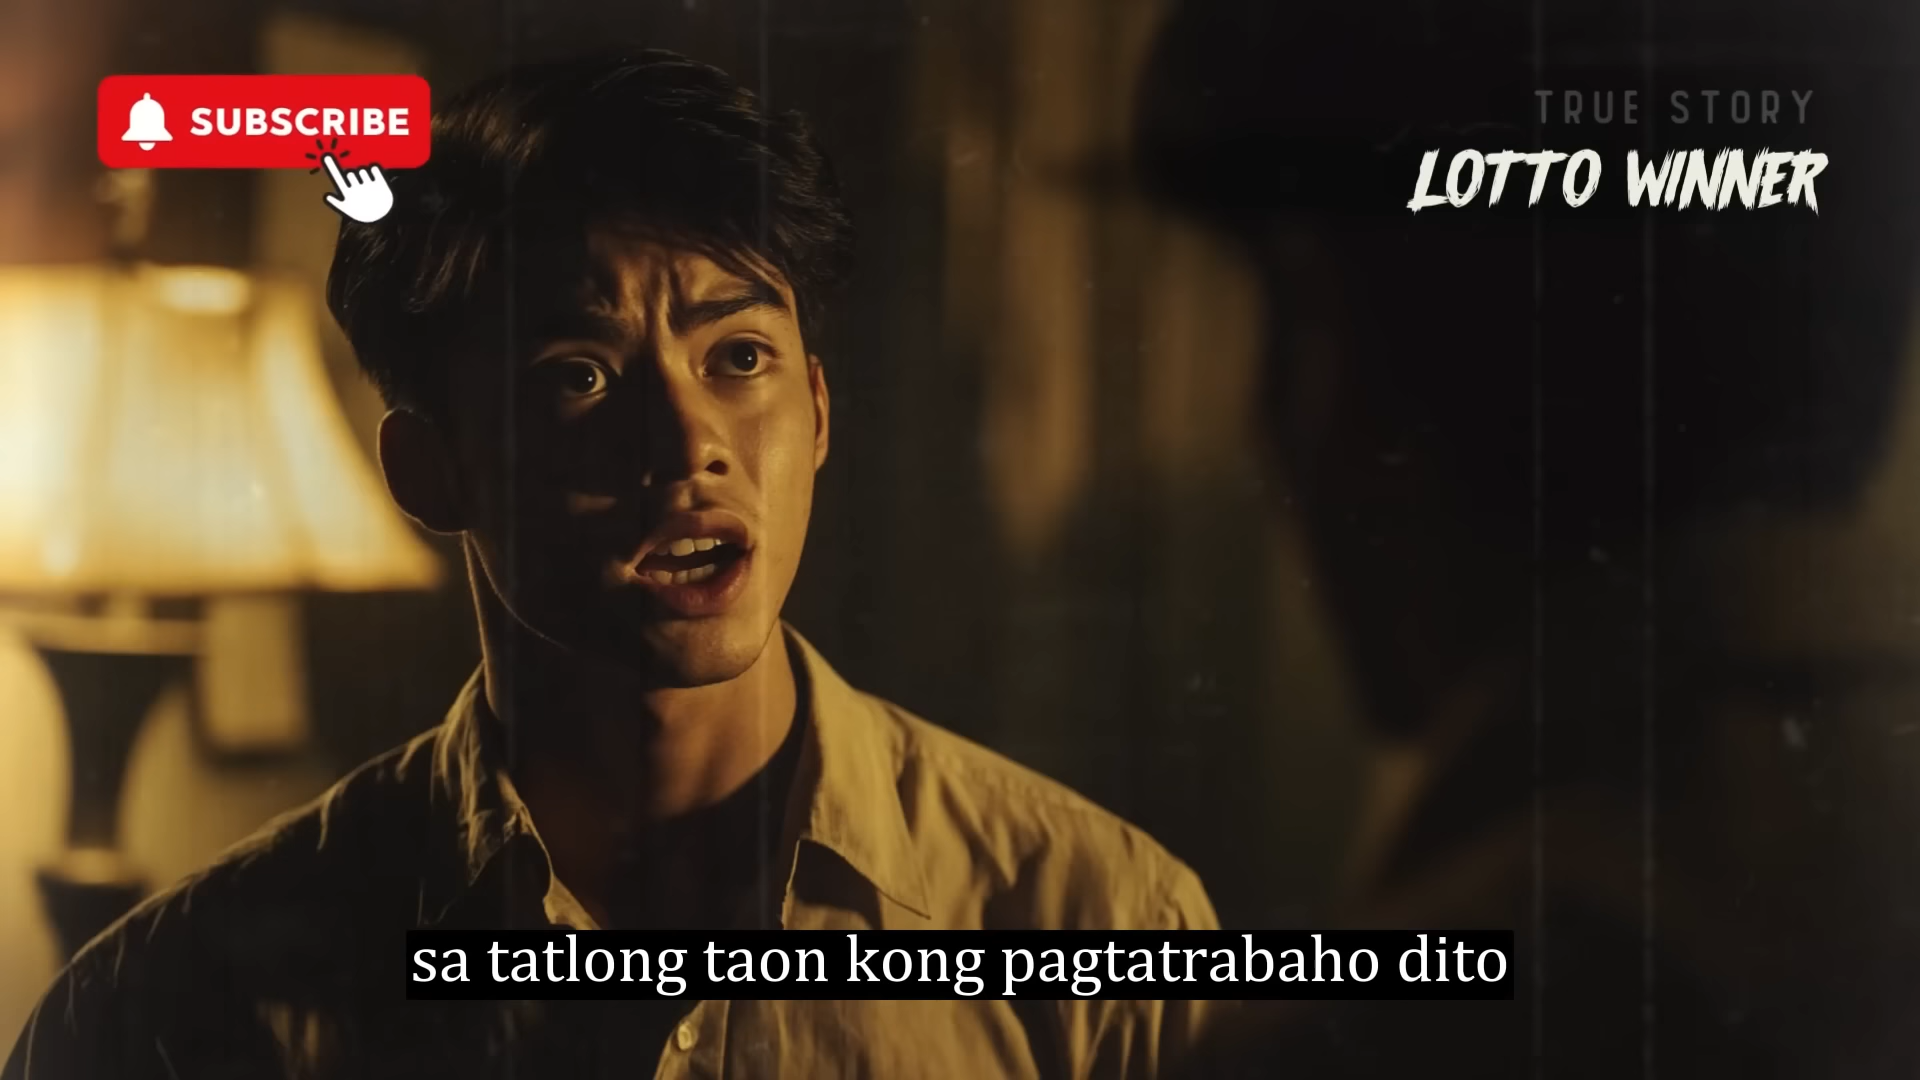 SUBSCRIBE
TRUE STORY
LOTTO WINNER
sa tatlong taon kong pagtatrabaho dito